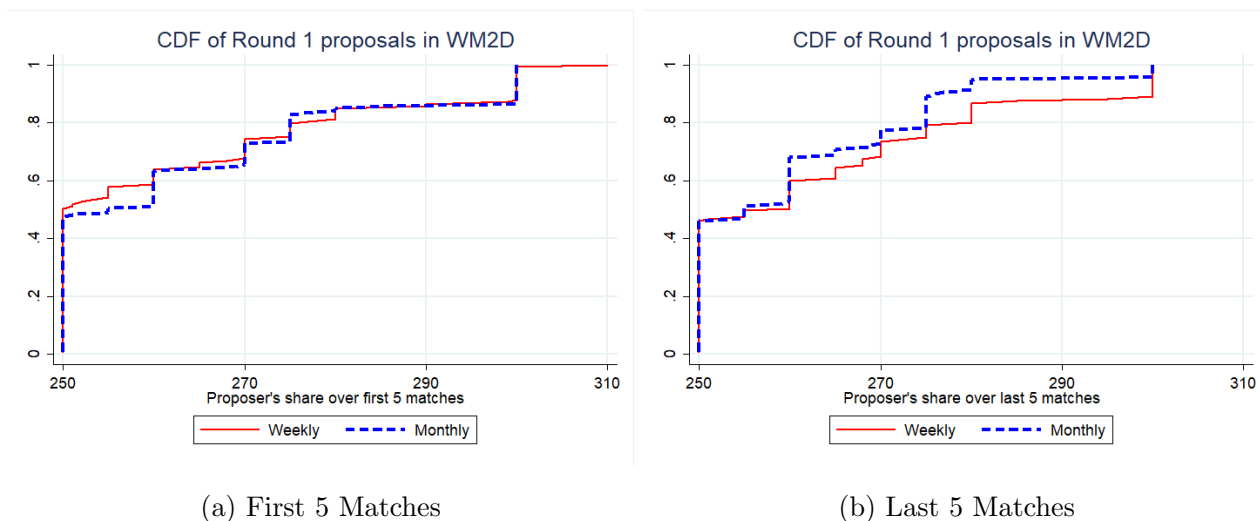 CDF of Round 1 proposals in WM2D
1
.8
.6
.4
.2
0
250
270
290
310
Proposer's share over first 5 matches
Weekly
Monthly
(a) First 5 Matches
CDF of Round 1 proposals in WM2D
1
.8
.6
.4
.2
0
250
270
290
310
Proposer's share over last 5 matches
Weekly
Monthly
(b) Last 5 Matches